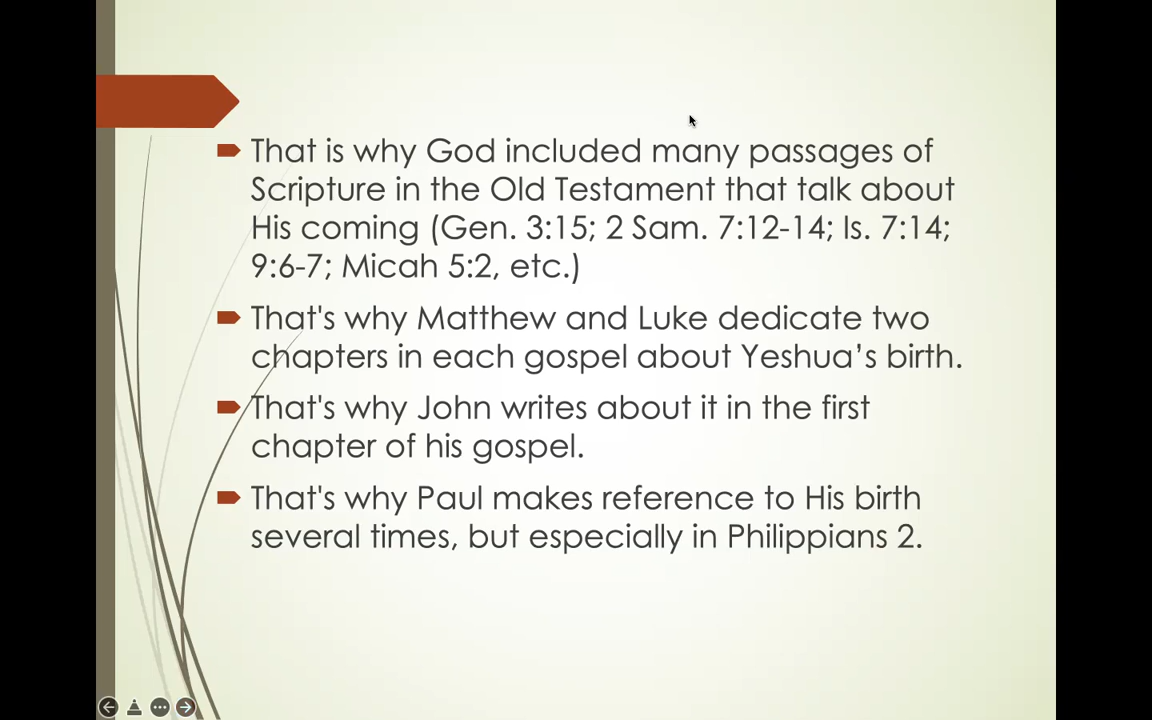 That is why God included many passages of
Scripture in the Old Testament that talk about
His coming (Gen. 3:15; 2 Sam. 7:12-14; Is. 7:14;
9:6-7; Micah 5:2, etc.)
That's why Matthew and Luke dedicate two
chapters in each gospel about Yeshua’s birth.
That's why John writes about it in the first
chapter of his gospel.
That's why Paul makes reference to His birth
several times, but especially in Philippians 2.